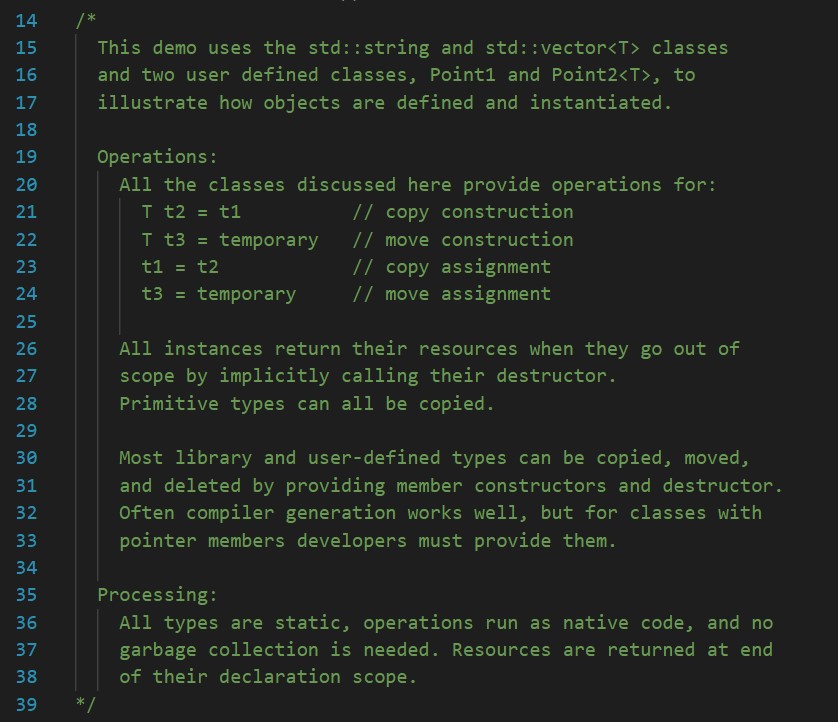 14 /*
15 This demo uses the std::string and std::vector<T> classes
16 and two user defined classes, Point1 and Point2<T>, to
17 illustrate how objects are defined and instantiated.
18
19 Operations:
20 All the classes discussed here provide operations for:
21 T t2 = t1 // copy construction
22 T t3 = temporary // move construction
23 t1 = t2 // copy assignment
24 t3 = temporary // move assignment
25
26 All instances return their resources when they go out of
27 scope by implicitly calling their destructor.
28 Primitive types can all be copied.
29
30 Most library and user-defined types can be copied, moved,
31 and deleted by providing member constructors and destructor.
32 Often compiler generation works well, but for classes with
33 pointer members developers must provide them.
34
35 Processing:
36 All types are static, operations run as native code, and no
37 garbage collection is needed. Resources are returned at end
38 of their declaration scope.
39 */